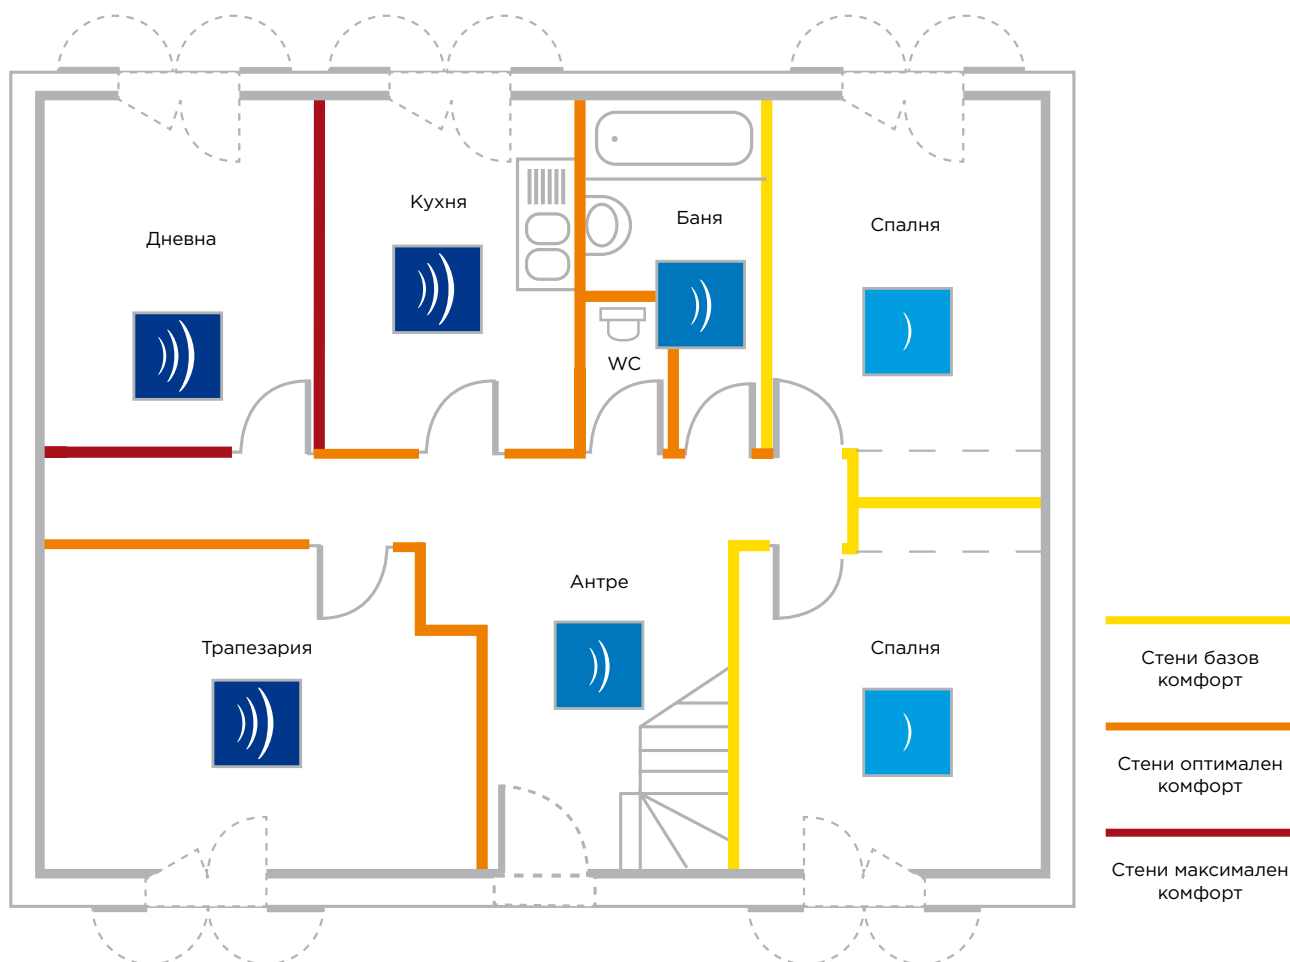 Кухня
Баня
Спалня
Дневна
WC
Антре
Трапезария
Спалня
Стени базов
комфорт
Стени оптимален
комфорт
Стени максимален
комфорт